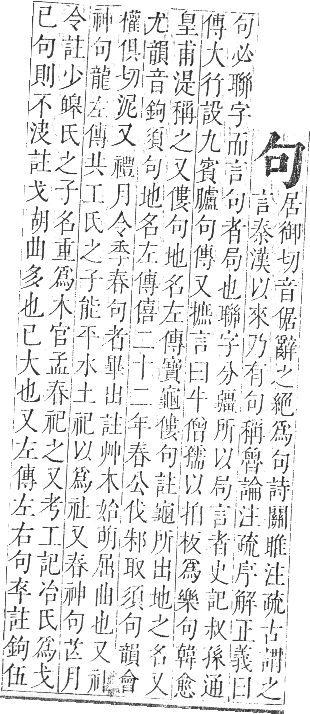 句
居御切音倨辭之絕爲句詩關雎注疏古謂之
言秦漢以來乃有句稱朁論注疏序解正義曰
句必聯字而言句者局也聯字分疆所以局言者史記叔孫通
傳大行設九賓臚句傳又摭言曰牛僧孺以拍板爲樂句韓愈
皇甫湜稱之又僂句地名左傳寶龜僂句註龜所出地之名又
尤韻音鉤須句地名左傳僖二十二年春公伐邾取須句韻會
權俱切泥又禮月令季春句者畢出註艸木始萌屈曲也又社
神句龍左傳共工氏之子能平水土祀以爲社又春神句芒月
令註少皥氏之子名重爲木官孟春祀之又考工記冶氏爲戈
已句則不決註戈胡曲多也已大也又左傳左右句卒註鉤伍